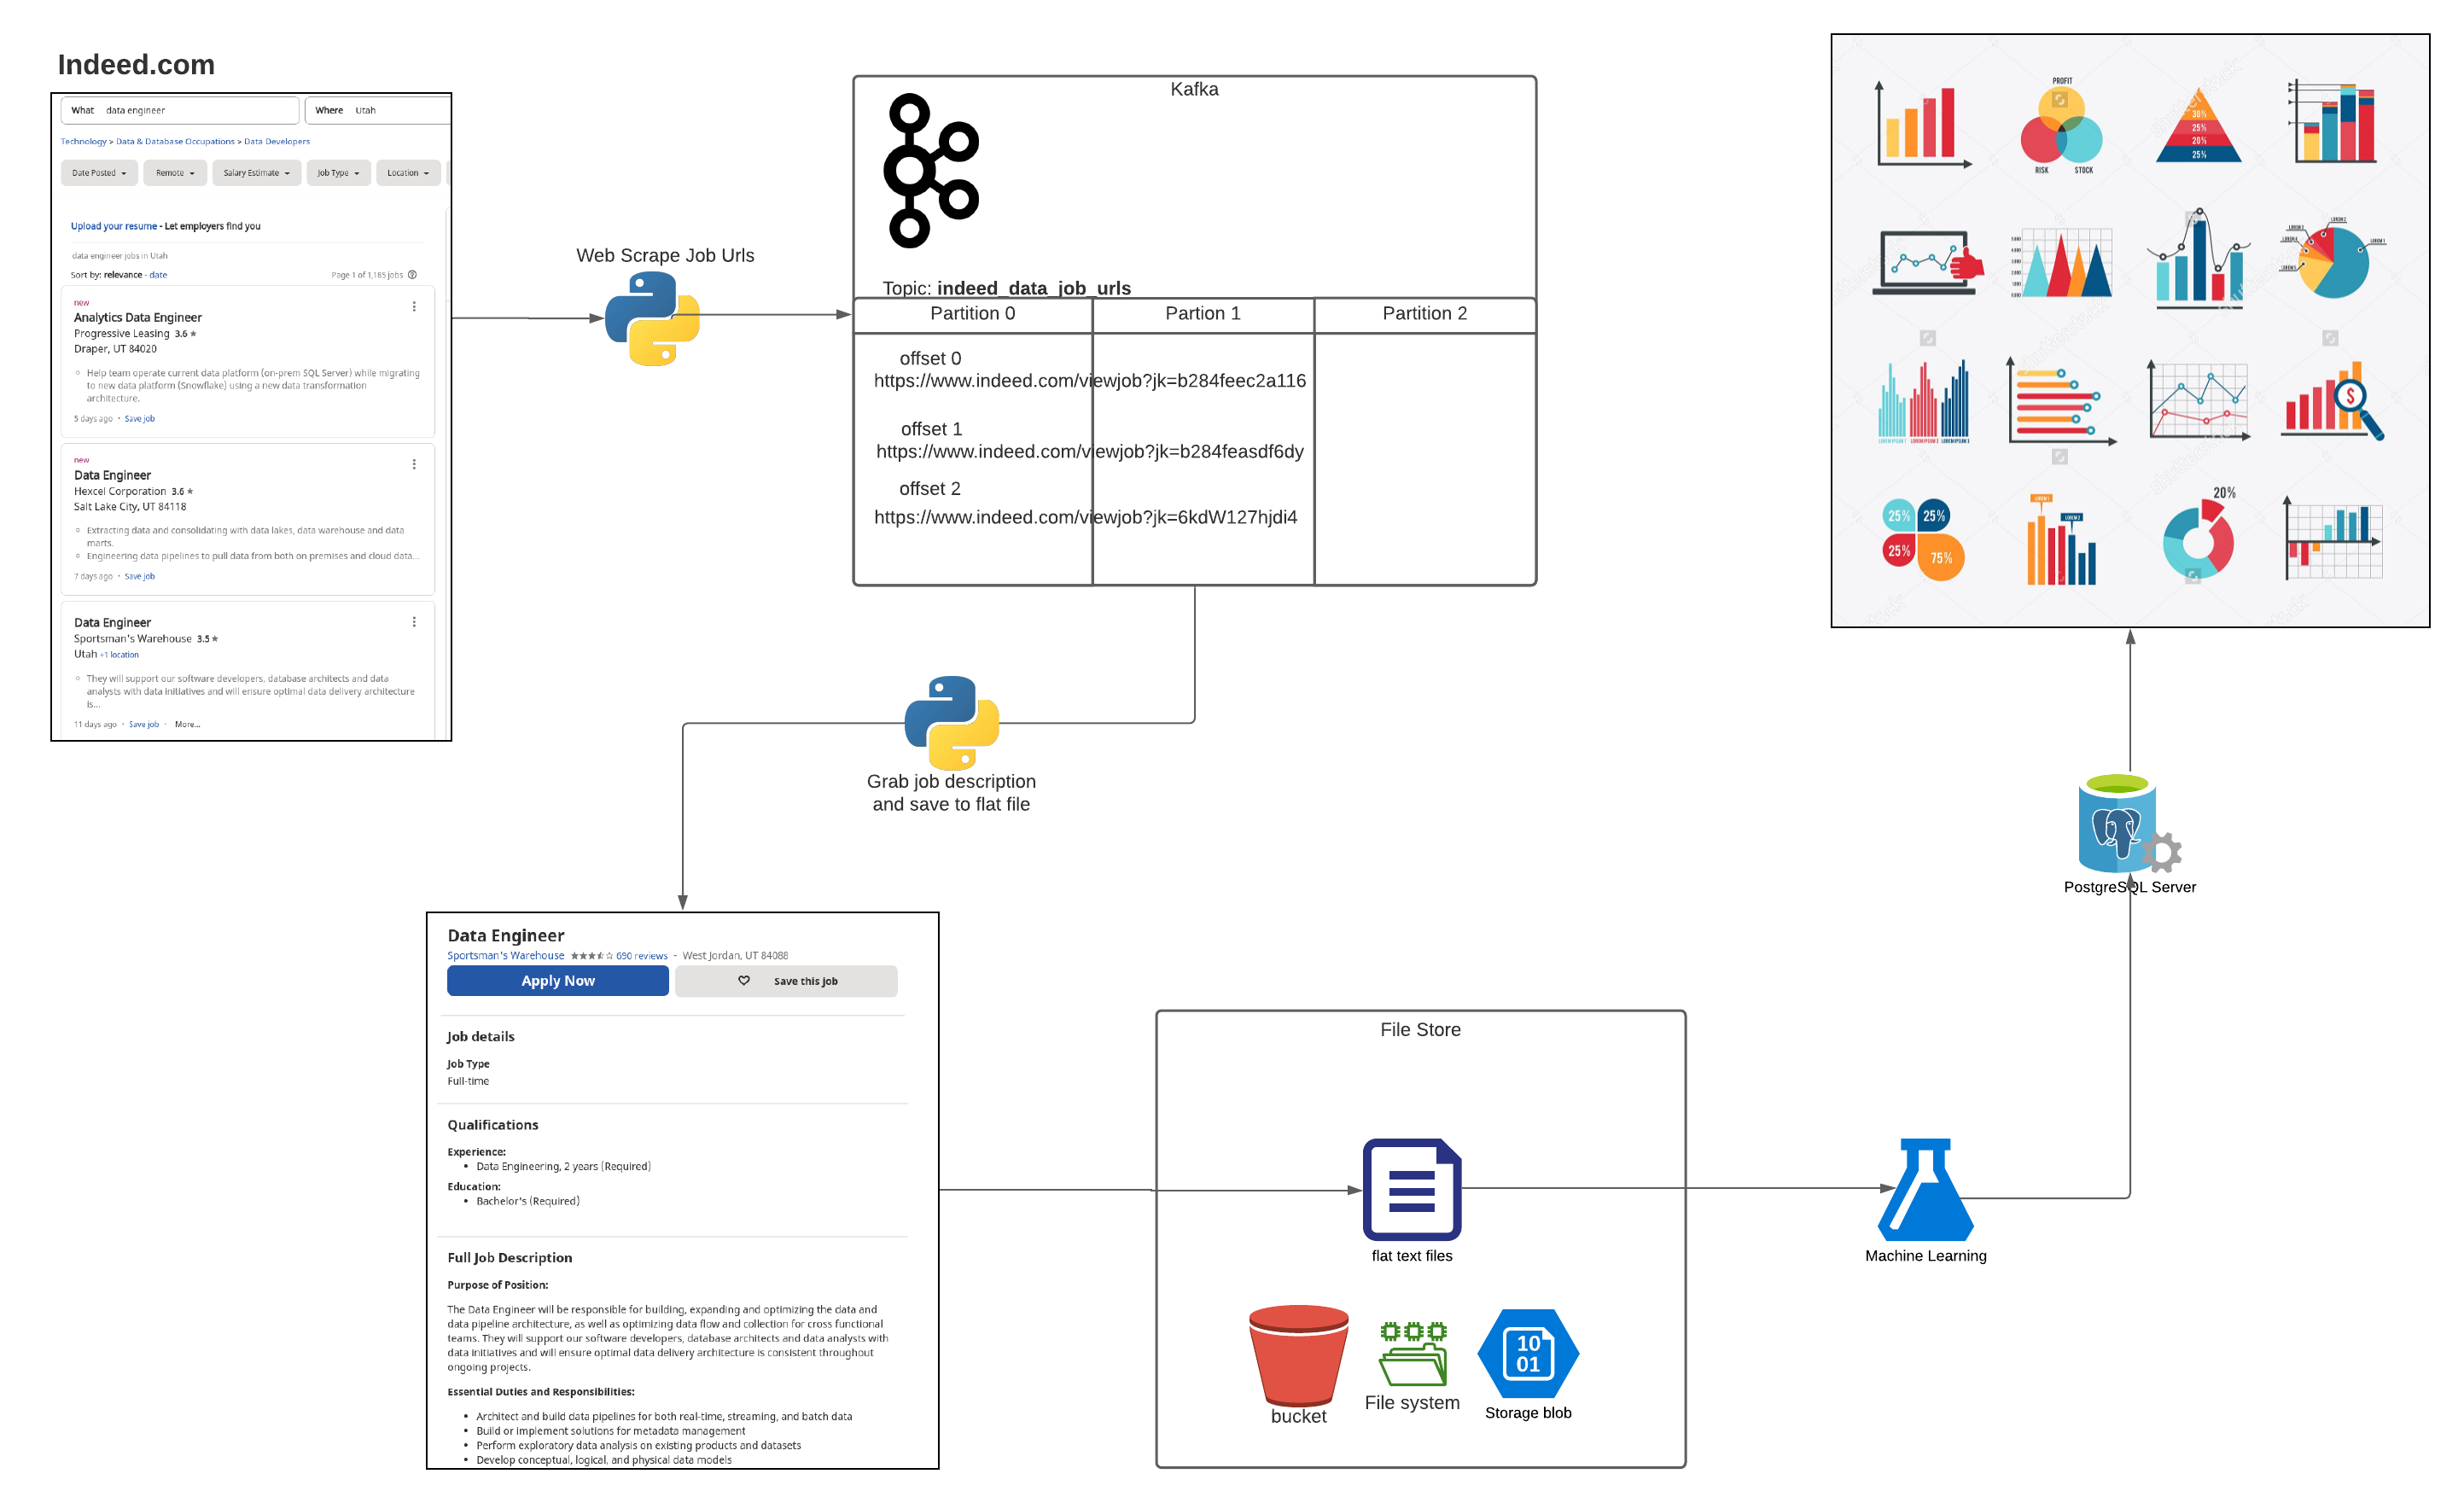 Indeed.com
What data engineer
Where Utah
Technology > Data & Database Occupations > Data Developers
Date Posted
Remote
Salary Estimate
Job Type
Location
Upload your resume - Let employers find you
data engineer jobs in Utah
Sort by: relevance - date
Page 1 of 1,185 jobs
new
Analytics Data Engineer
Progressive Leasing 3.6 ★
Draper, UT 84020
Help team operate current data platform (on-prem SQL Server) while migrating
to new data platform (Snowflake) using a new data transformation
architecture.
5 days ago · Save job
new
Data Engineer
Hexcel Corporation 3.6 ★
Salt Lake City, UT 84118
Extracting data and consolidating with data lakes, data warehouse and data
marts.
Engineering data pipelines to pull data from both on premises and cloud data...
7 days ago · Save job
Data Engineer
Sportsman's Warehouse 3.5 ★
Utah +1 location
They will support our software developers, database architects and data
analysts with data initiatives and will ensure optimal data delivery architecture
is...
11 days ago · Save job · More...
Web Scrape Job Urls
Kafka
Topic: indeed_data_job_urls
Partition 0
Partion 1
Partition 2
offset 0
https://www.indeed.com/viewjob?jk=b284feec2a116
offset 1
https://www.indeed.com/viewjob?jk=b284feasdf6dy
offset 2
https://www.indeed.com/viewjob?jk=6kdW127hjdi4
Grab job description
and save to flat file
Data Engineer
Sportsman's Warehouse 690 reviews - West Jordan, UT 84088
Apply Now
Save this job
Job details
Job Type
Full-time
Qualifications
Experience:
• Data Engineering, 2 years (Required)
Education:
• Bachelor's (Required)
Full Job Description
Purpose of Position:
The Data Engineer will be responsible for building, expanding and optimizing the data and
data pipeline architecture, as well as optimizing data flow and collection for cross functional
teams. They will support our software developers, database architects and data analysts with
data initiatives and will ensure optimal data delivery architecture is consistent throughout
ongoing projects.
Essential Duties and Responsibilities:
• Architect and build data pipelines for both real-time, streaming, and batch data
• Build or implement solutions for metadata management
• Perform exploratory data analysis on existing products and datasets
• Develop conceptual, logical, and physical data models
File Store
flat text files
bucket
File system
10
01
Storage blob
Machine Learning
PostgreSQL Server
PROFIT
RISK
STOCK
30%
25%
20%
25%
25%
25%
25%
75%
20%